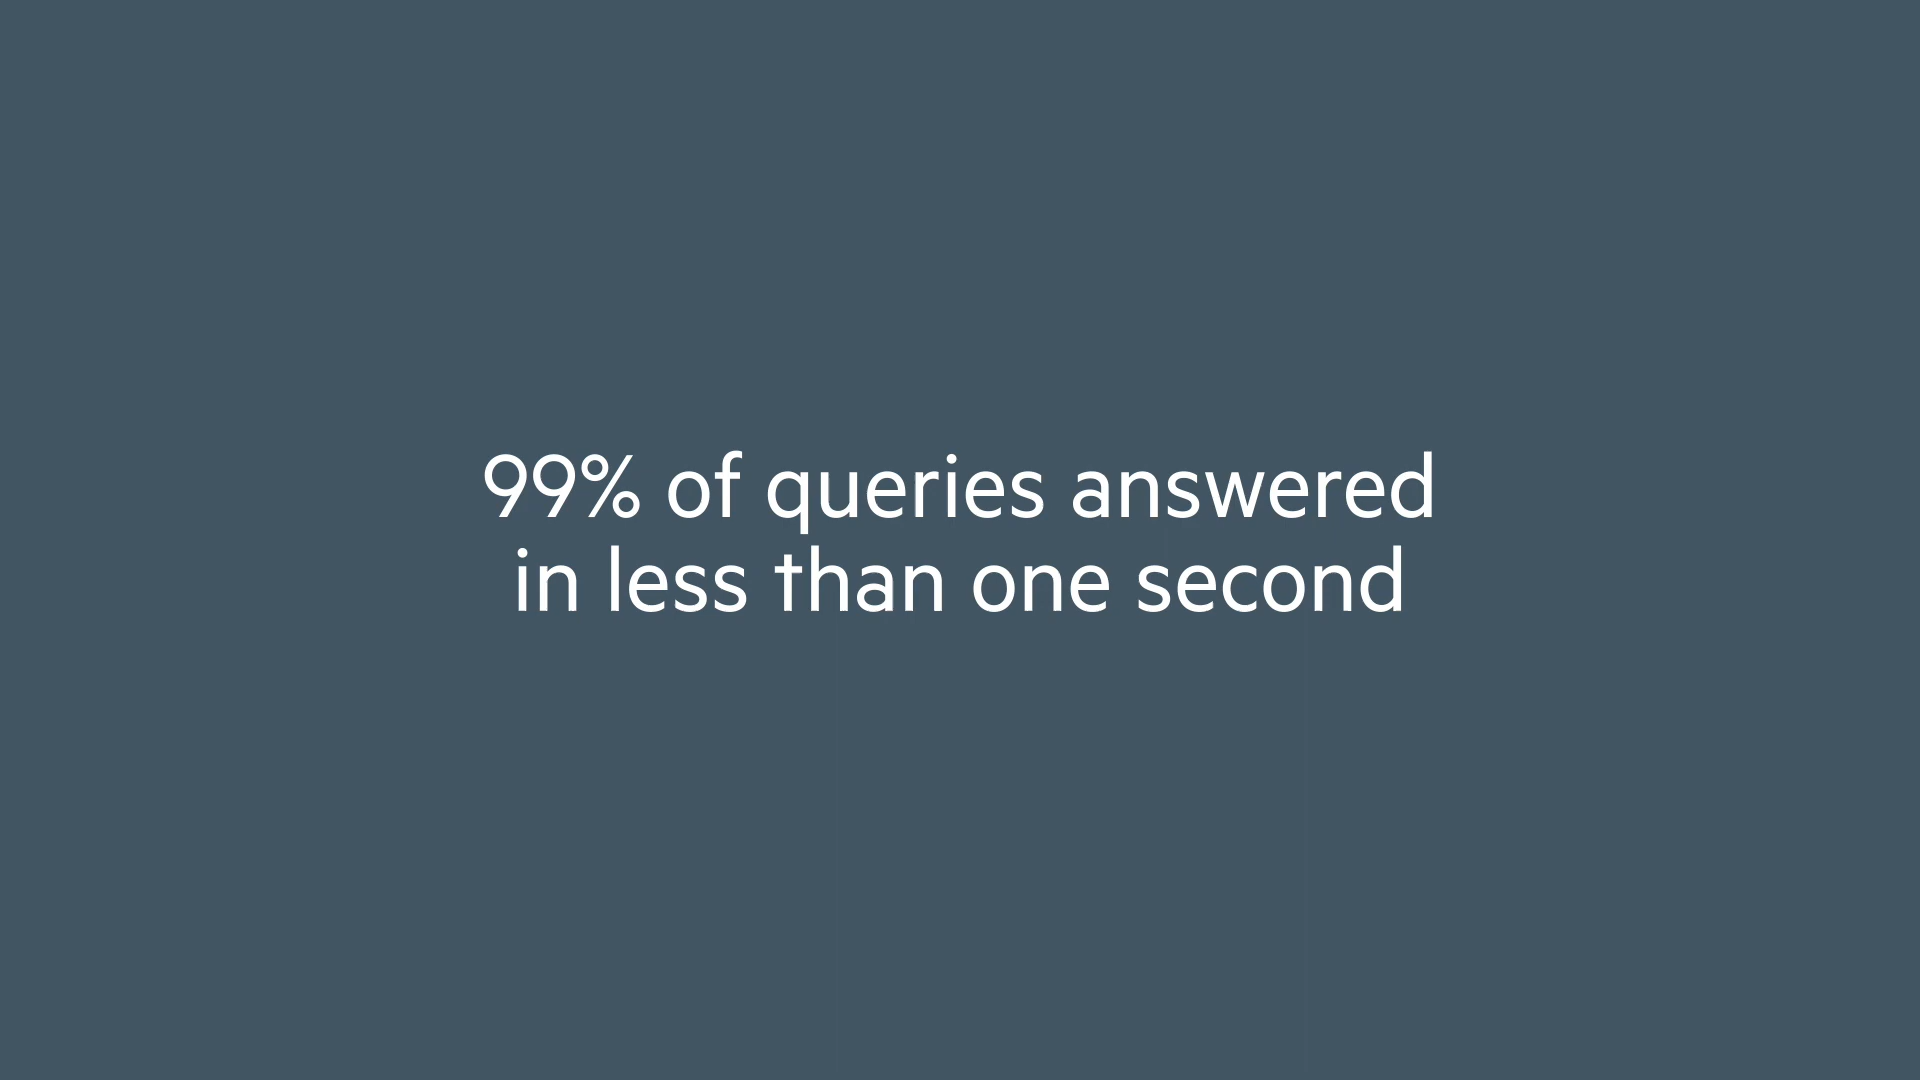 99% of queries answered
in less than one second